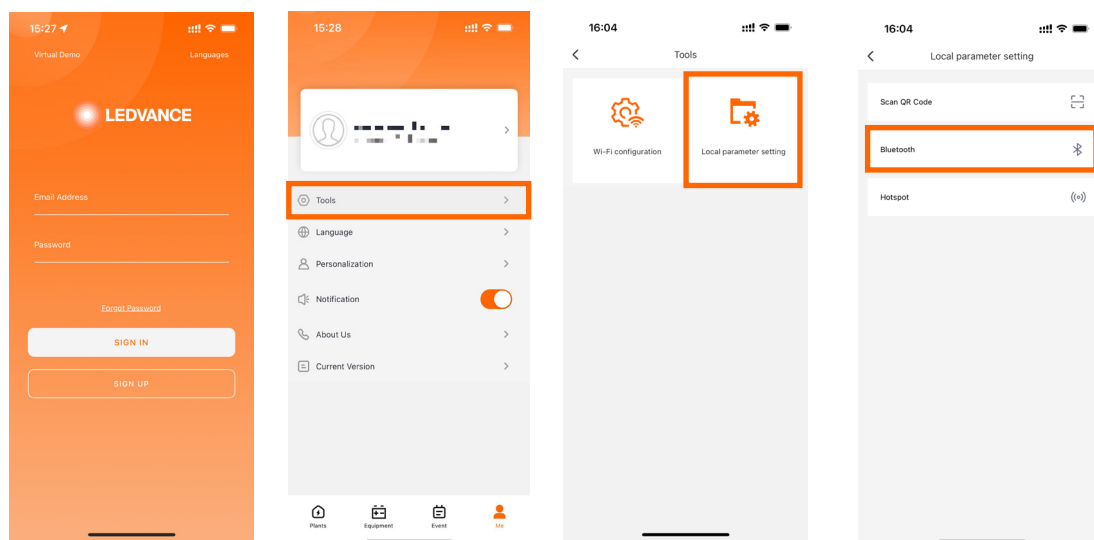 15:27
Virtual Demo
Languages
LEDVANCE
Email Address
Password
Forgot Password
SIGN IN
SIGN UP
15:28
Tools
Language
Personalization
Notification
About Us
Current Version
Plants
Equipment
Event
Me
16:04
Tools
Wi-Fi configuration
Local parameter setting
16:04
Local parameter setting
Scan QR Code
Bluetooth
Hotspot